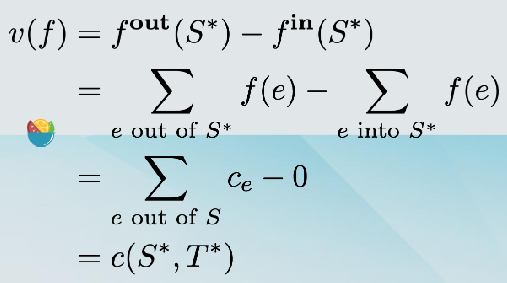 v(f) = f^out(S*) − f^in(S*)
= ∑ f(e) − ∑ f(e)
e out of S* e into S*
= ∑ c_e − 0
e out of S
= c(S*, T*)